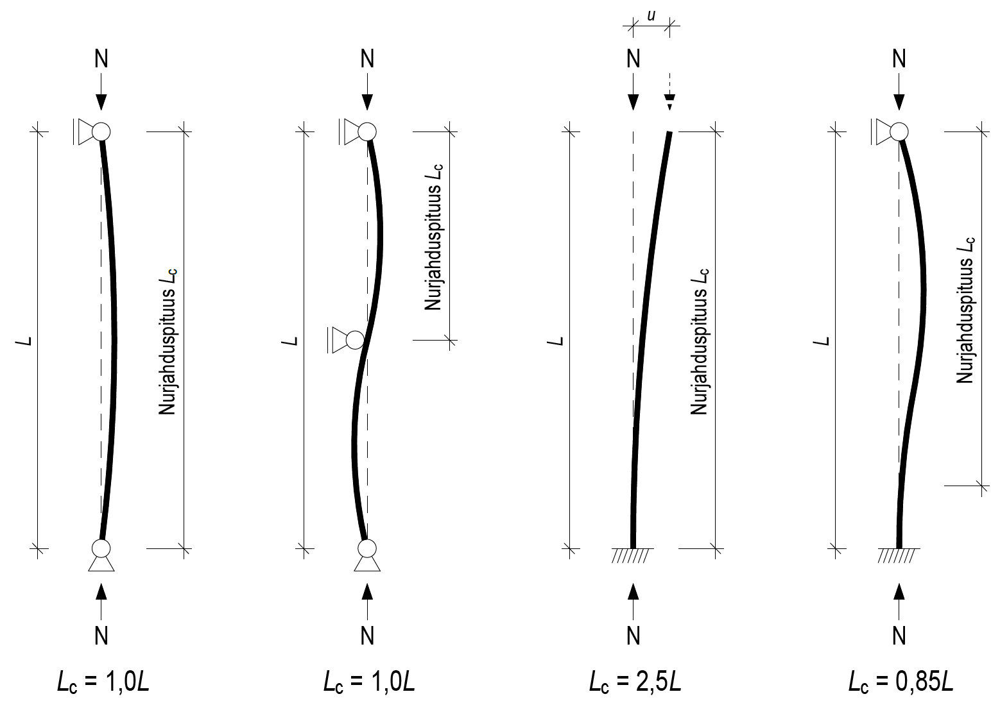 u
N
N
N
N
L
Nurjahduspituus Lc
L
Nurjahduspituus Lc
L
Nurjahduspituus Lc
L
Nurjahduspituus Lc
N
N
N
N
Lc = 1,0L
Lc = 1,0L
Lc = 2,5L
Lc = 0,85L